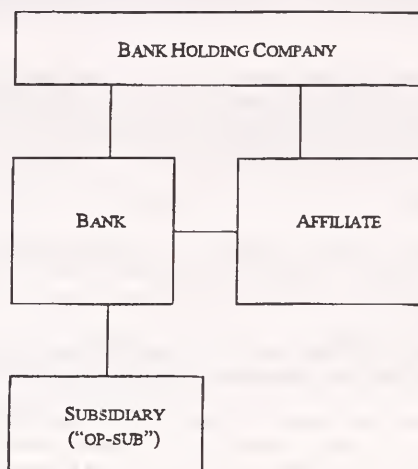 BANK HOLDING COMPANY
BANK
AFFILIATE
SUBSIDIARY
("OP-SUB")